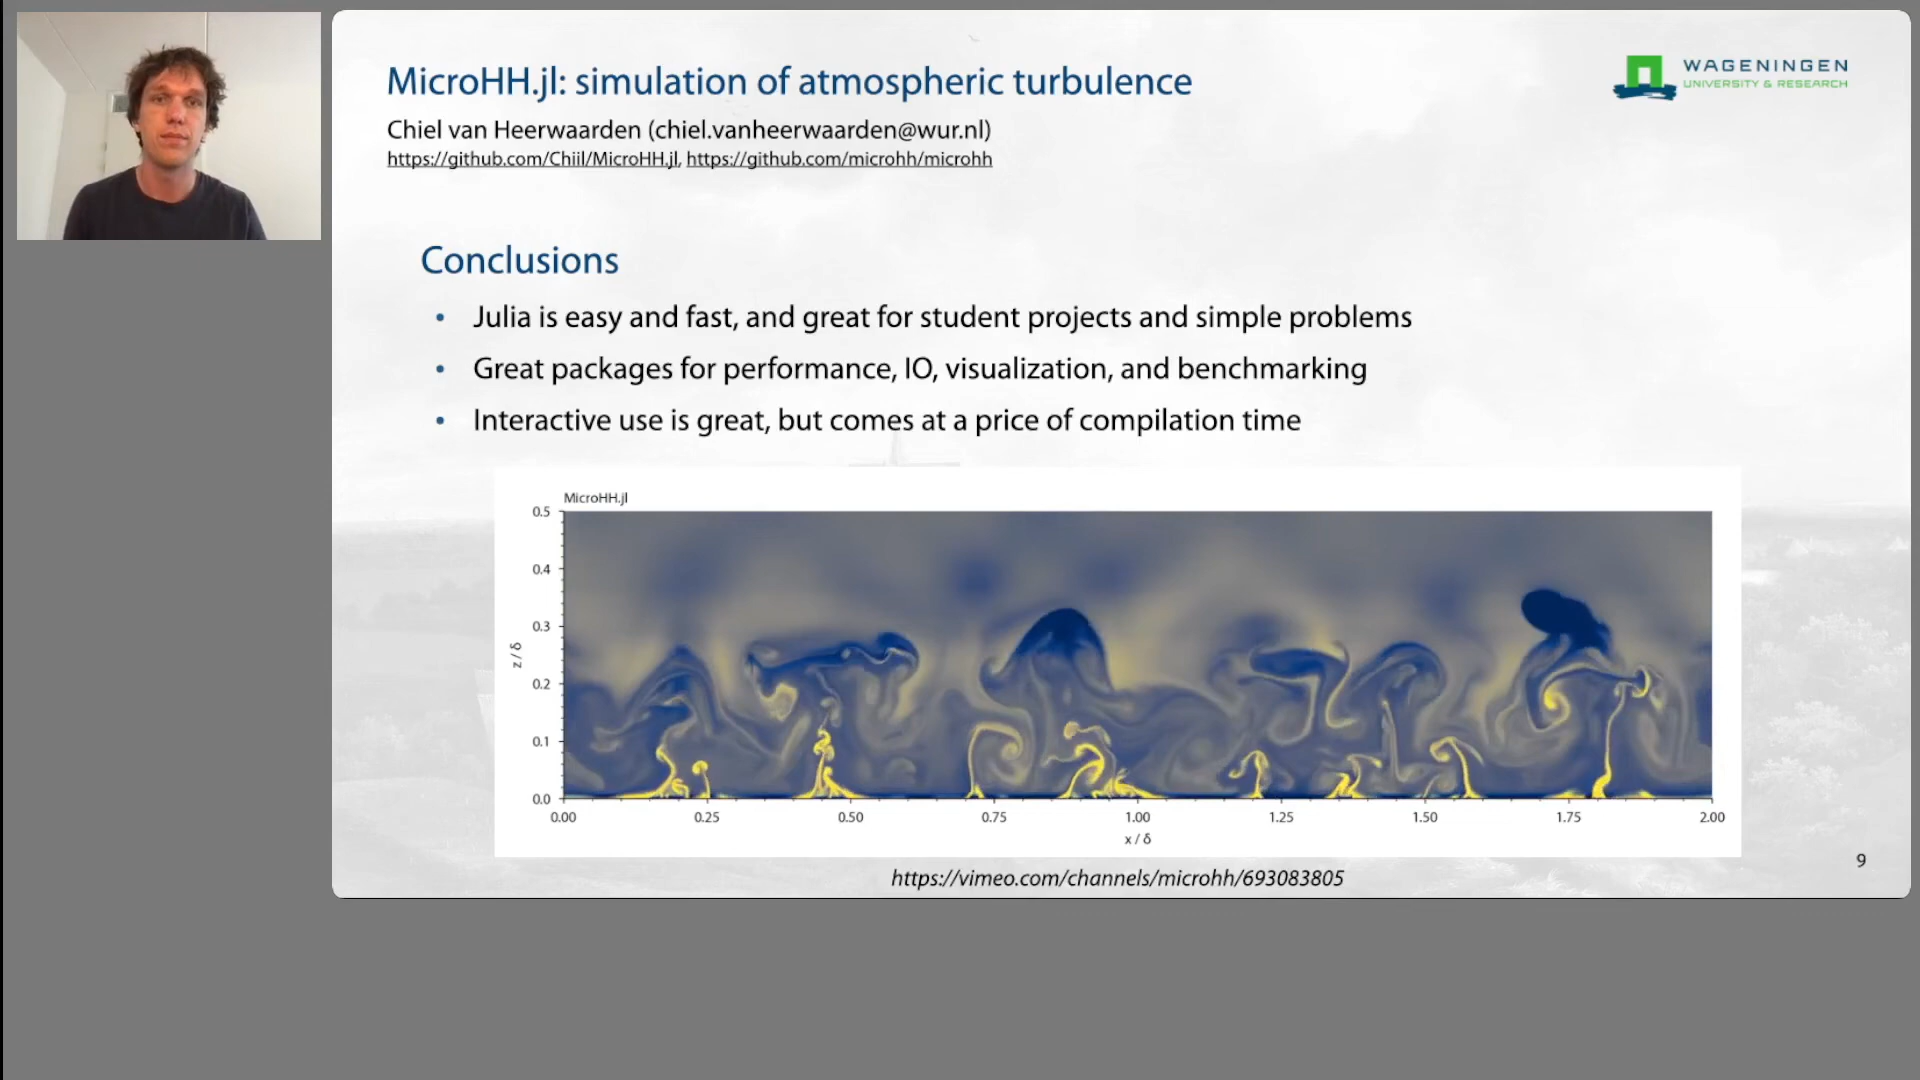 MicroHH.jl: simulation of atmospheric turbulence
WAGENINGEN
UNIVERSITY & RESEARCH
Chiel van Heerwaarden (chiel.vanheerwaarden@wur.nl)
https://github.com/Chiil/MicroHH.jl, https://github.com/microhh/microhh
Conclusions
• Julia is easy and fast, and great for student projects and simple problems
• Great packages for performance, IO, visualization, and benchmarking
• Interactive use is great, but comes at a price of compilation time
MicroHH.jl
0.5
0.4
0.3
z / δ
0.2
0.1
0.0
0.00 0.25 0.50 0.75 1.00 1.25 1.50 1.75 2.00
x / δ
9
https://vimeo.com/channels/microhh/693083805